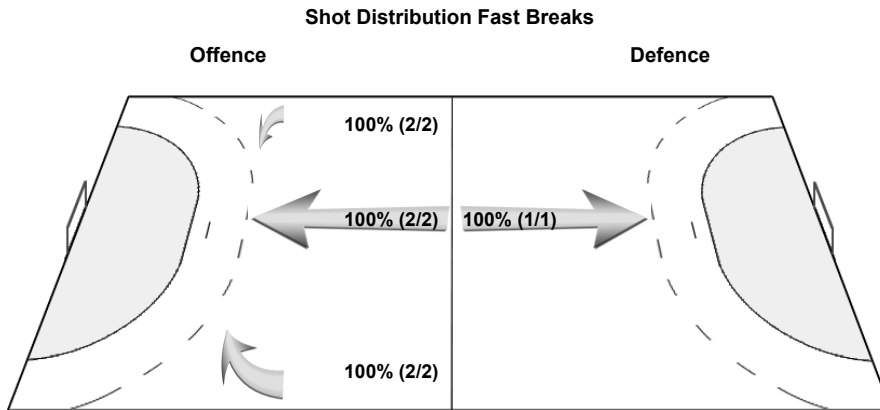 Shot Distribution Fast Breaks
Offence
Defence
100% (2/2)
100% (2/2)
100% (1/1)
100% (2/2)